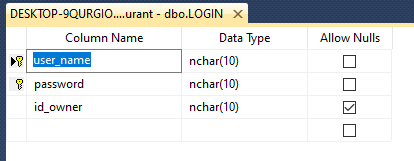 DESKTOP-9QURGIO....urant - dbo.LOGIN
Column Name Data Type Allow Nulls
user_name nchar(10)
password nchar(10)
id_owner nchar(10)